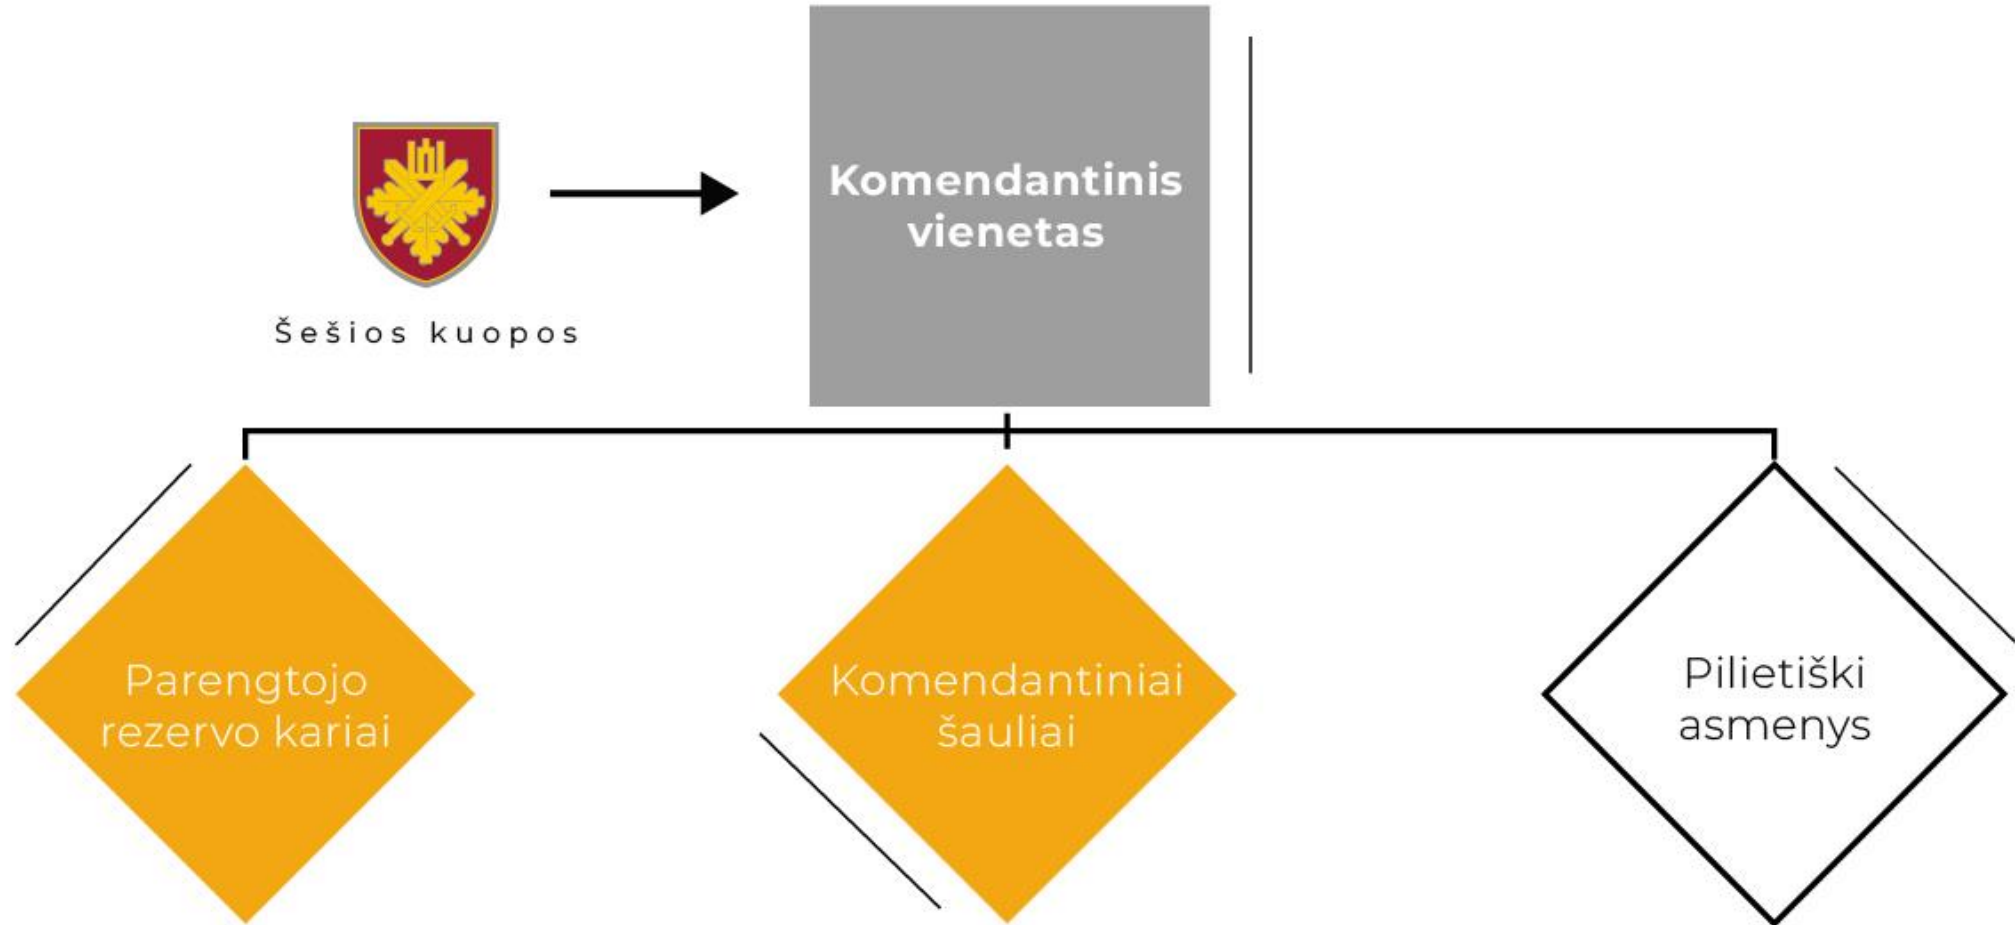 Komendantinis
vienetas
Šešios kuopos
Parengtojo
rezervo kariai
Komendantiniai
šauliai
Pilietiški
asmenys